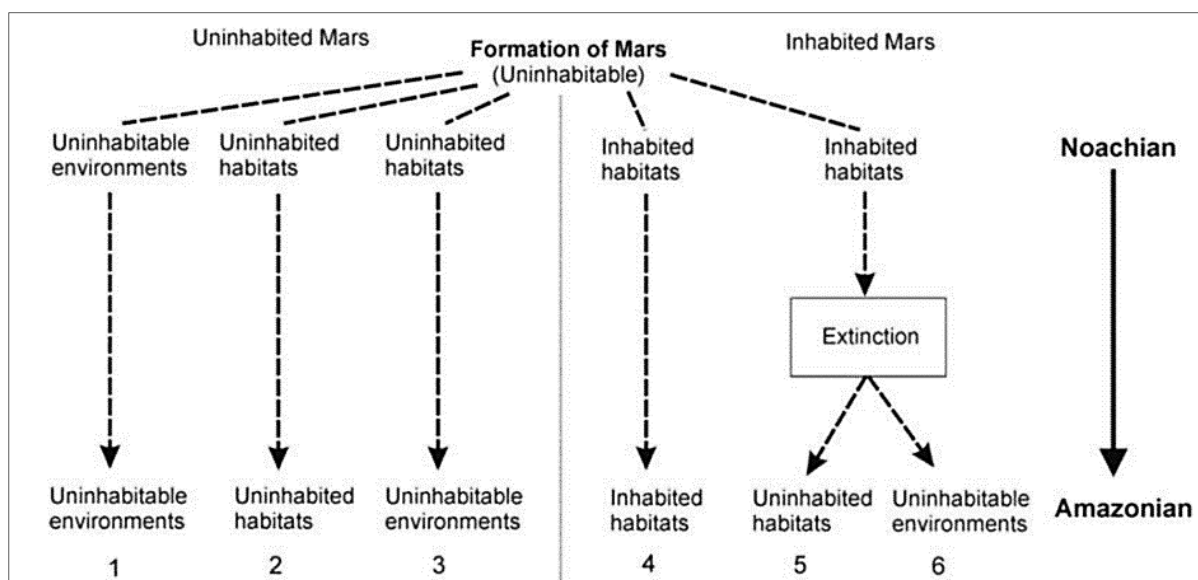 Uninhabited Mars
Formation of Mars
(Uninhabitable)
Inhabited Mars
Uninhabitable
environments
Uninhabited
habitats
Uninhabited
habitats
Inhabited
habitats
Inhabited
habitats
Noachian
Extinction
Uninhabitable
environments
Uninhabited
habitats
Uninhabitable
environments
Inhabited
habitats
Uninhabited
habitats
Uninhabitable
environments
Amazonian
1
2
3
4
5
6